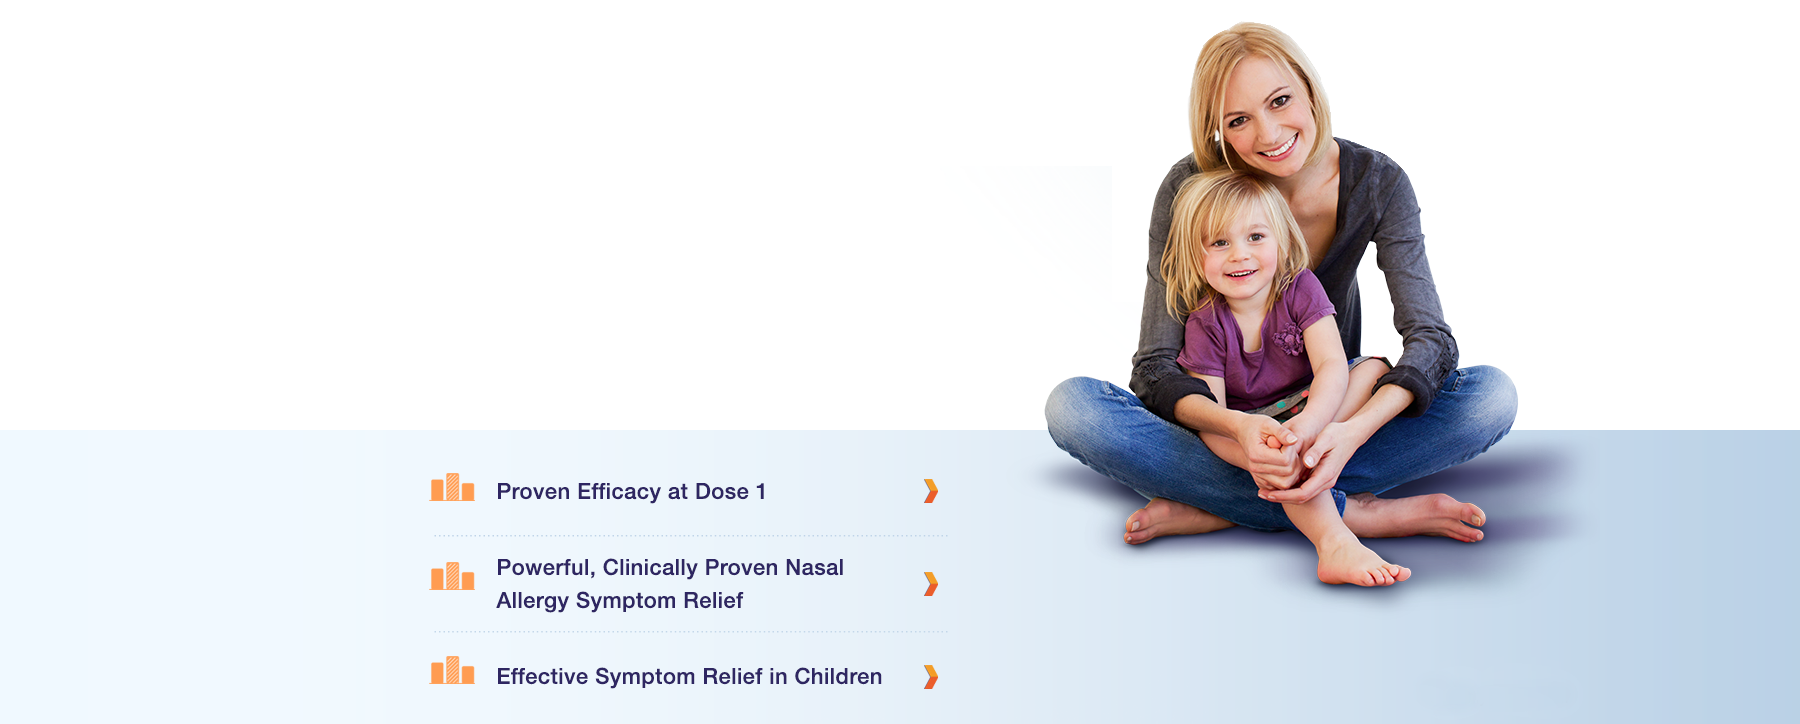 Proven Efficacy at Dose 1
Powerful, Clinically Proven Nasal
Allergy Symptom Relief
Effective Symptom Relief in Children